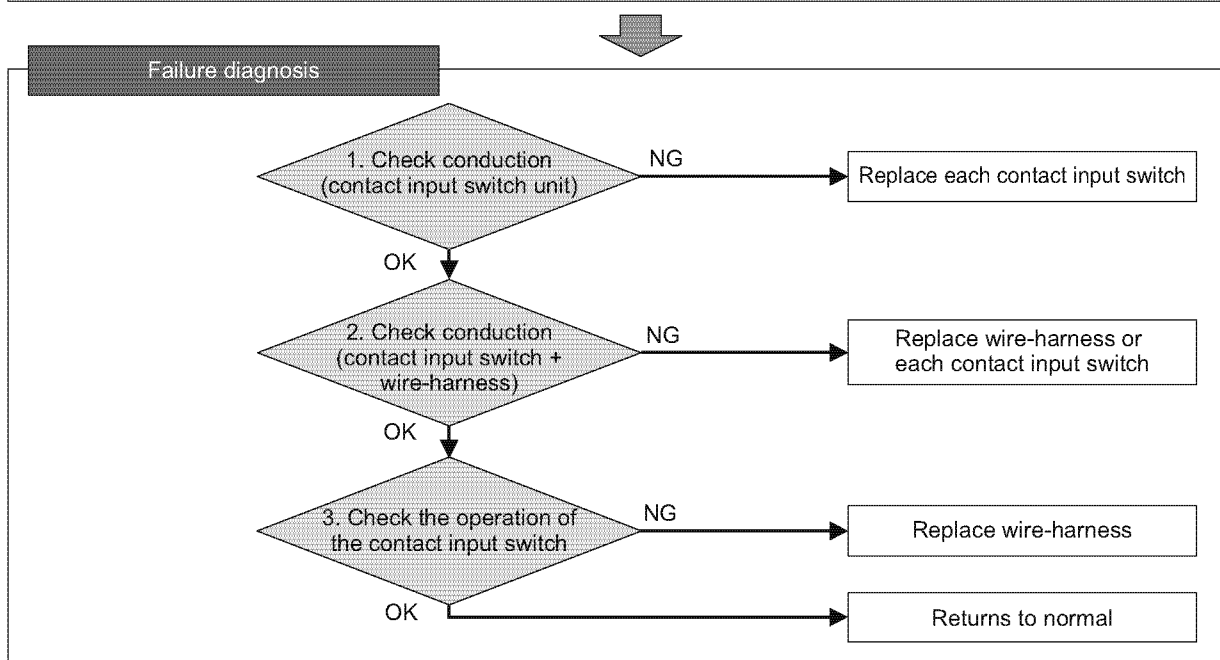 Failure diagnosis
1. Check conduction
(contact input switch unit)
NG
Replace each contact input switch
OK
2. Check conduction
(contact input switch +
wire-harness)
NG
Replace wire-harness or
each contact input switch
OK
3. Check the operation of
the contact input switch
NG
Replace wire-harness
OK
Returns to normal